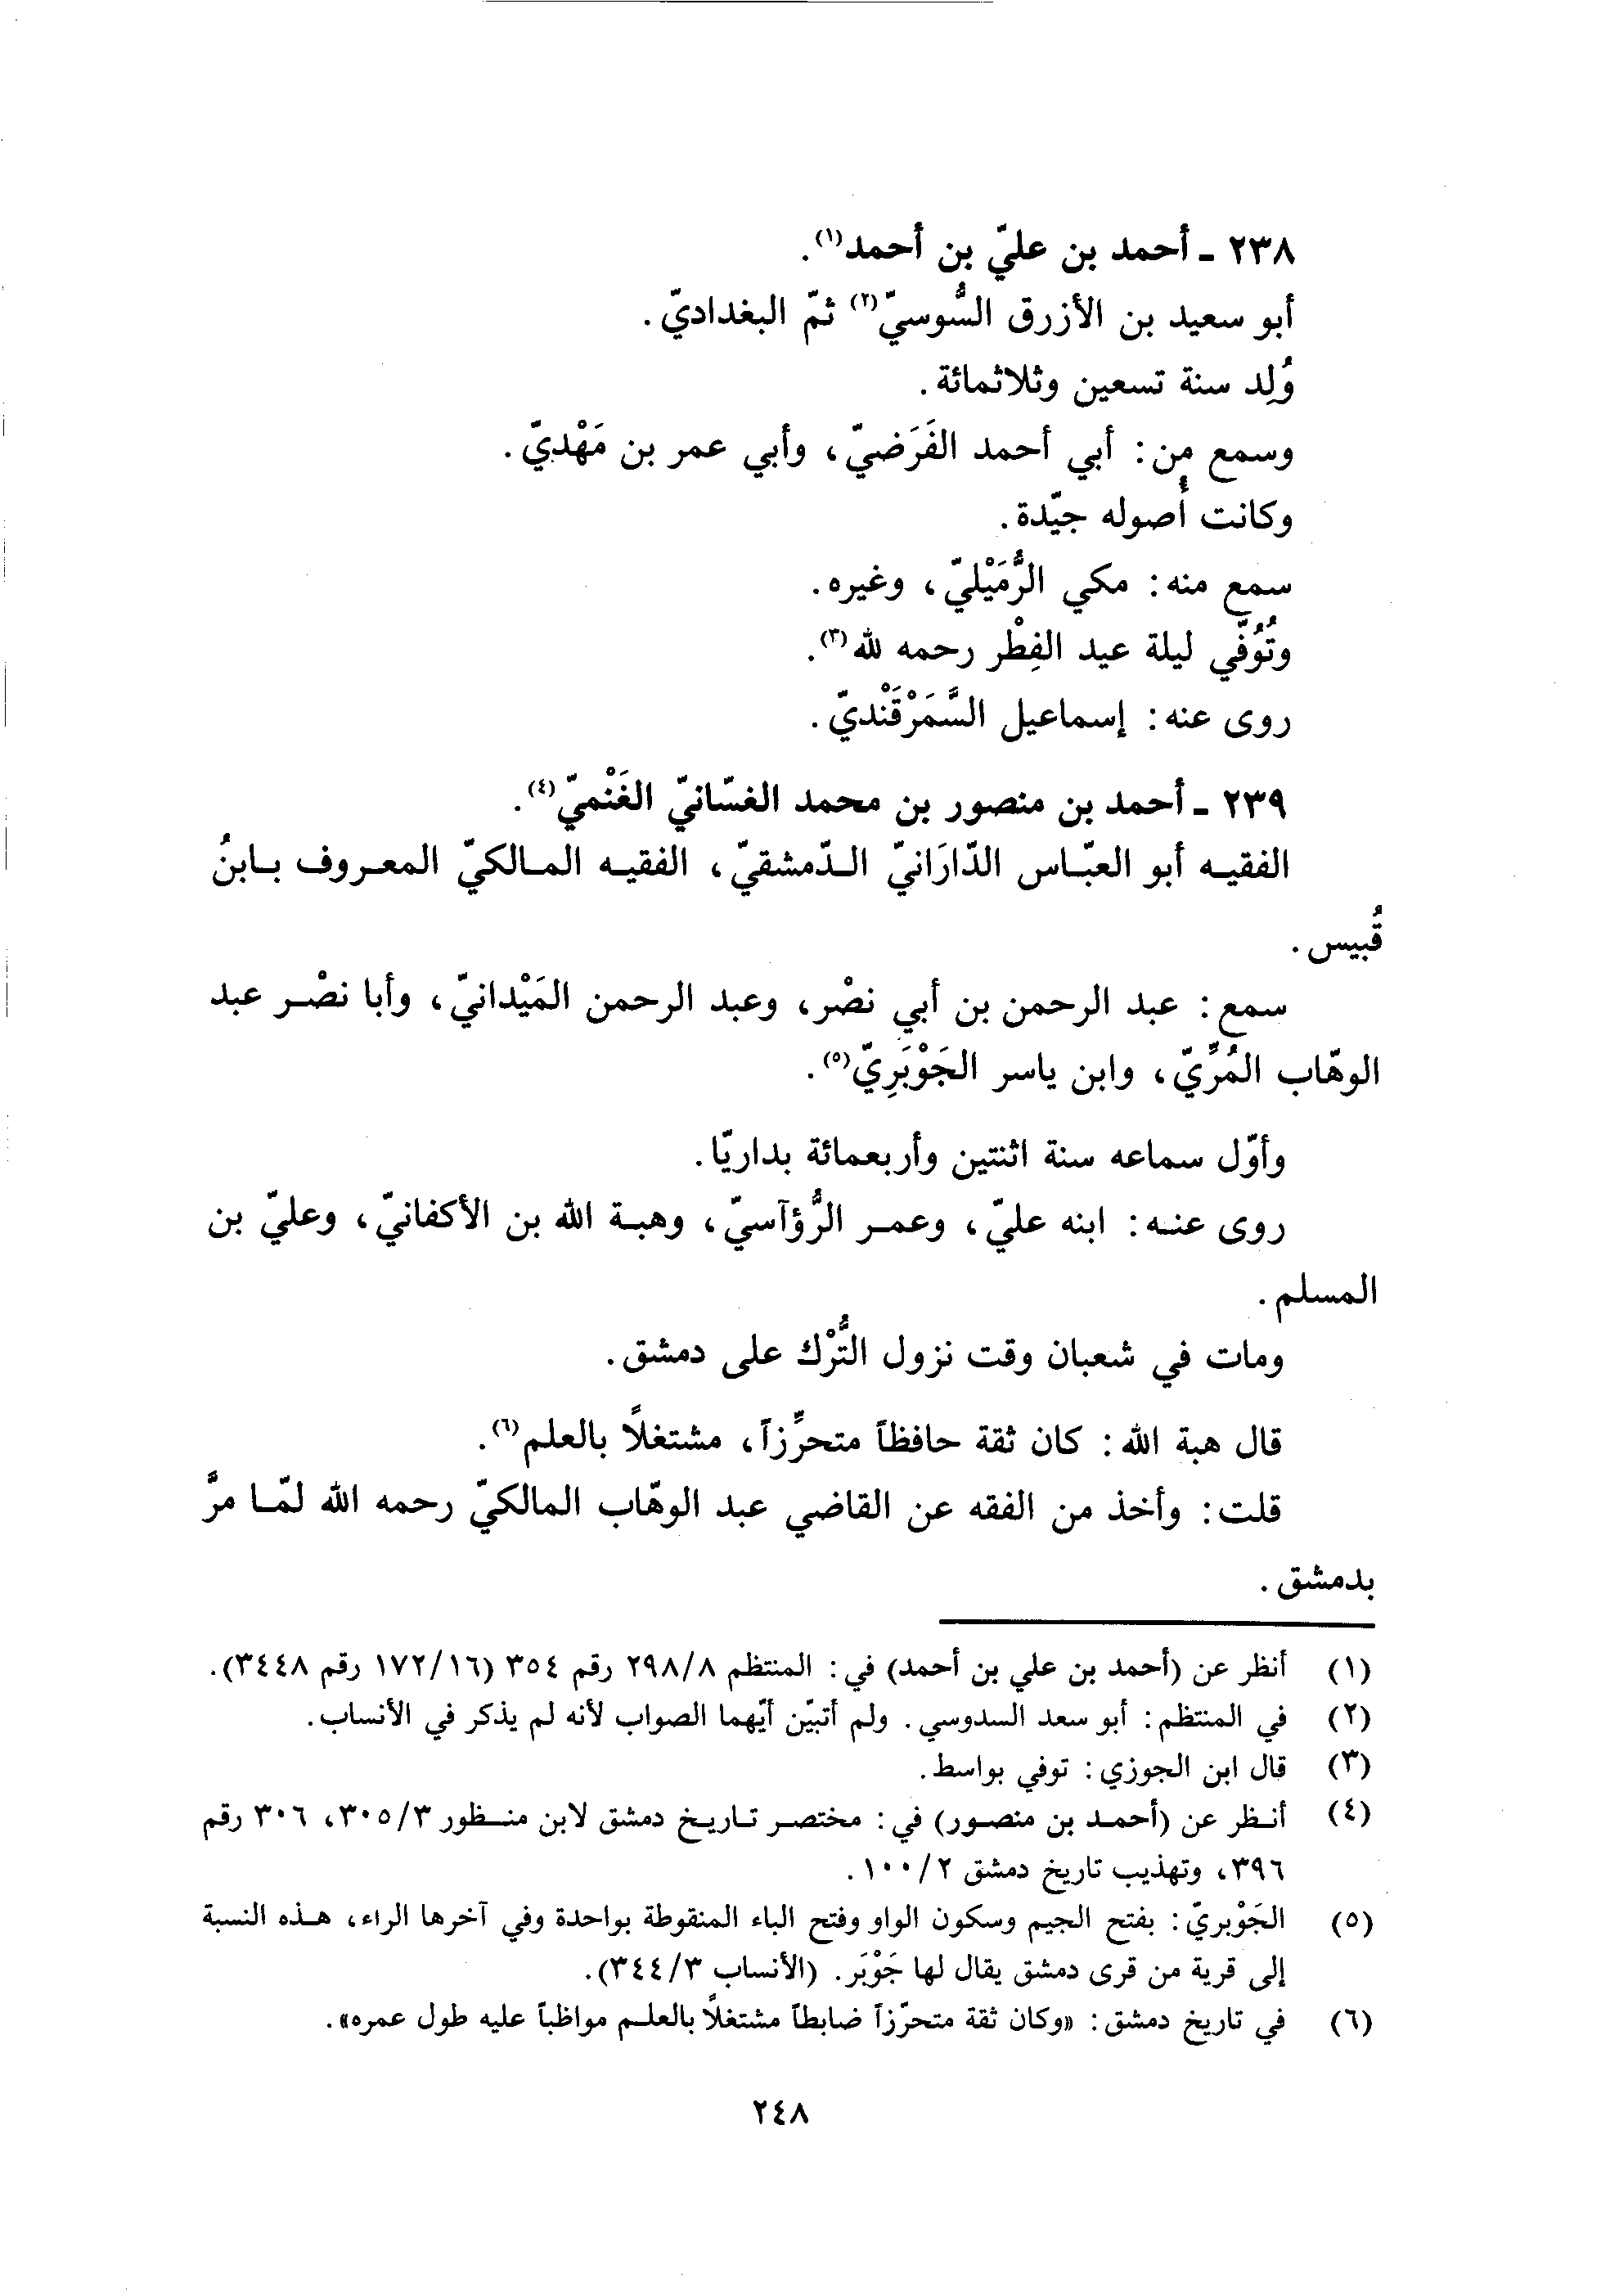 ٢٣٨ ـ أحمد بن عليّ بن أحمد(١).
أبو سعيد بن الأزرق السُّوسيّ(٢) ثمّ البغداديّ.
وُلِد سنة تسعين وثلاثمائة.
وسمع من: أبي أحمد الفَرَضيّ، وأبي عمر بن مَهْديّ.
وكانت أُصوله جيّدة.
سمع منه: مكي الرُّمَيْليّ، وغيره.
وتُوُفّي ليلة عيد الفِطْر رحمه لله(٣).
روى عنه: إسماعيل السَّمَرْقَنْديّ.
٢٣٩ ـ أحمد بن منصور بن محمد الغسّانيّ الغَنْميّ(٤).
الفقيه أبو العبّاس الدّارَانيّ الدّمشقيّ، الفقيه المالكيّ المعروف بابنُ
قُبيس.
سمع: عبد الرحمن بن أبي نصْر، وعبد الرحمن المَيْدانيّ، وأبا نصْر عبد
الوهّاب المُرّيّ، وابن ياسر الجَوْبَرِيّ(٥).
وأوّل سماعه سنة اثنتين وأربعمائة بداريّا.
روى عنه: ابنه عليّ، وعمر الرُّؤآسيّ، وهبة الله بن الأكفانيّ، وعليّ بن
المسلم.
ومات في شعبان وقت نزول التُّرْك على دمشق.
قال هبة الله: كان ثقة حافظاً متحرِّزاً، مشتغلاً بالعلم(٦).
قلت: وأخذ من الفقه عن القاضي عبد الوهّاب المالكيّ رحمه الله لمّا مرَّ
بدمشق.
(١) أنظر عن (أحمد بن علي بن أحمد) في: المنتظم ٢٩٨/٨ رقم ٣٥٤ (١٧٢/١٦ رقم ٣٤٤٨).
(٢) في المنتظم: أبو سعد السدوسي. ولم أتبيّن أيّهما الصواب لأنه لم يذكر في الأنساب.
(٣) قال ابن الجوزي: توفي بواسط.
(٤) أنظر عن (أحمد بن منصور) في: مختصر تاريخ دمشق لابن منظور ٣٠٥/٣، ٣٠٦ رقم
٣٩٦، وتهذيب تاريخ دمشق ١٠٠/٢.
(٥) الجَوْبريّ: بفتح الجيم وسكون الواو وفتح الباء المنقوطة بواحدة وفي آخرها الراء، هذه النسبة
إلى قرية من قرى دمشق يقال لها جَوْبَر. (الأنساب ٣٤٤/٣).
(٦) في تاريخ دمشق: «وكان ثقة متحرّزاً ضابطاً مشتغلاً بالعلم مواظباً عليه طول عمره».
٢٤٨